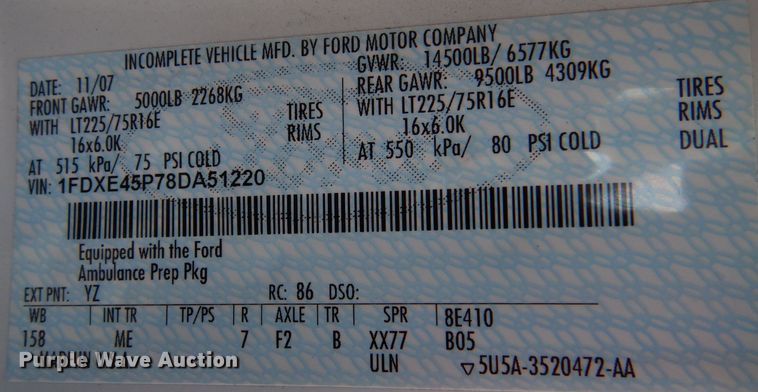 INCOMPLETE VEHICLE MFD. BY FORD MOTOR COMPANY
DATE: 11/07 GVWR: 14500LB/ 6577KG
FRONT GAWR: 5000LB 2268KG REAR GAWR: 9500LB 4309KG
WITH LT225/75R16E TIRES WITH LT225/75R16E TIRES
16x6.0K RIMS 16x6.0K RIMS
AT 515 kPa/ 75 PSI COLD AT 550 kPa/ 80 PSI COLD DUAL
VIN: 1FDXE45P78DA51220
Equipped with the Ford
Ambulance Prep Pkg
EXT PNT: YZ RC: 86 DSO:
WB INT TR TP/PS R AXLE TR SPR 8E410
158 ME 7 F2 B XX77 B05
ULN ▽5U5A-3520472-AA
Purple Wave Auction